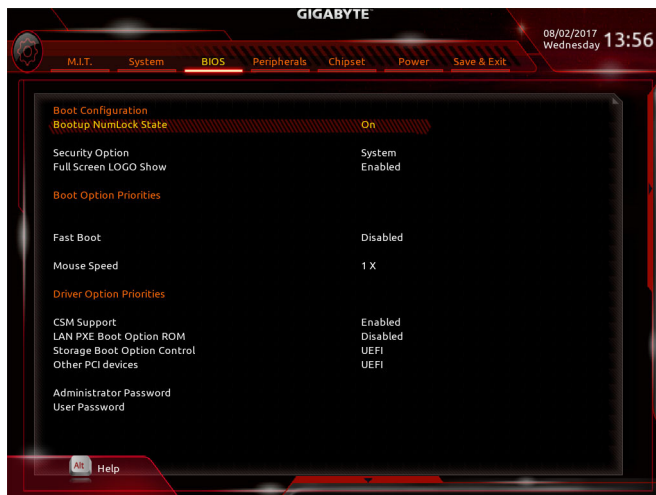 GIGABYTE™
08/02/2017
Wednesday
13:56
M.I.T. System BIOS Peripherals Chipset Power Save & Exit
Boot Configuration
Bootup NumLock State On
Security Option System
Full Screen LOGO Show Enabled
Boot Option Priorities
Fast Boot Disabled
Mouse Speed 1 X
Driver Option Priorities
CSM Support Enabled
LAN PXE Boot Option ROM Disabled
Storage Boot Option Control UEFI
Other PCI devices UEFI
Administrator Password
User Password
Alt Help